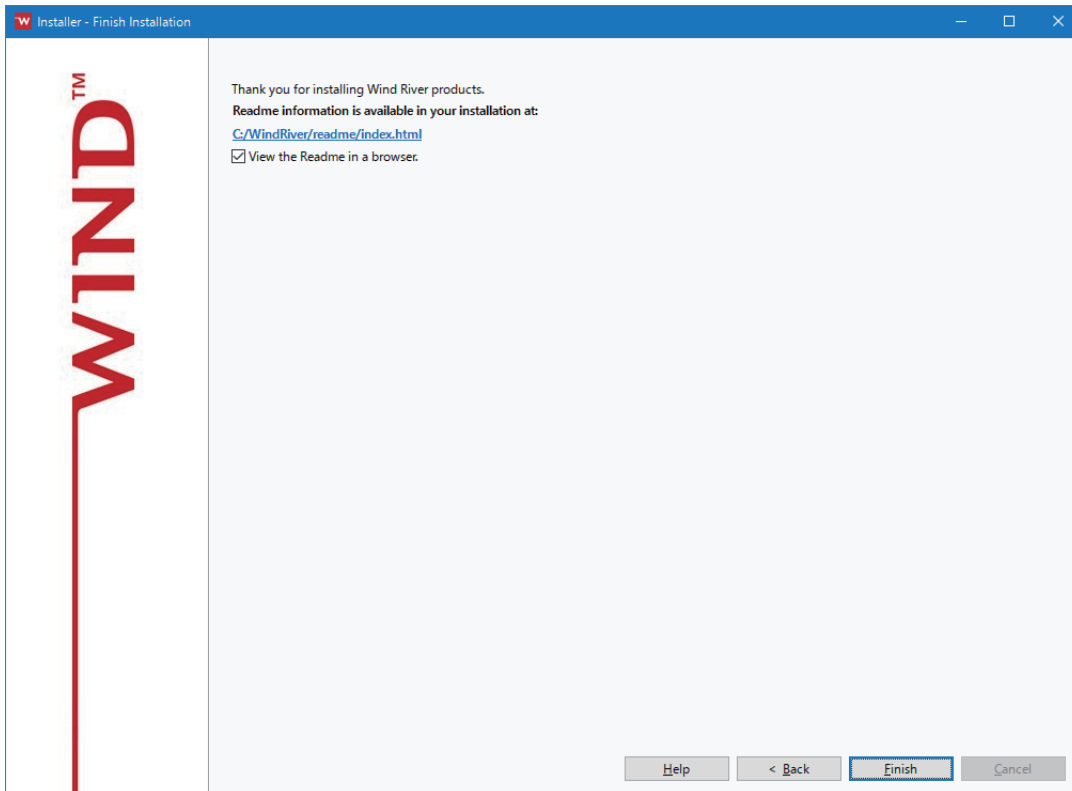 W Installer - Finish Installation
WIND™
Thank you for installing Wind River products.
Readme information is available in your installation at:
C:/WindRiver/readme/index.html
View the Readme in a browser.
Help
< Back
Finish
Cancel